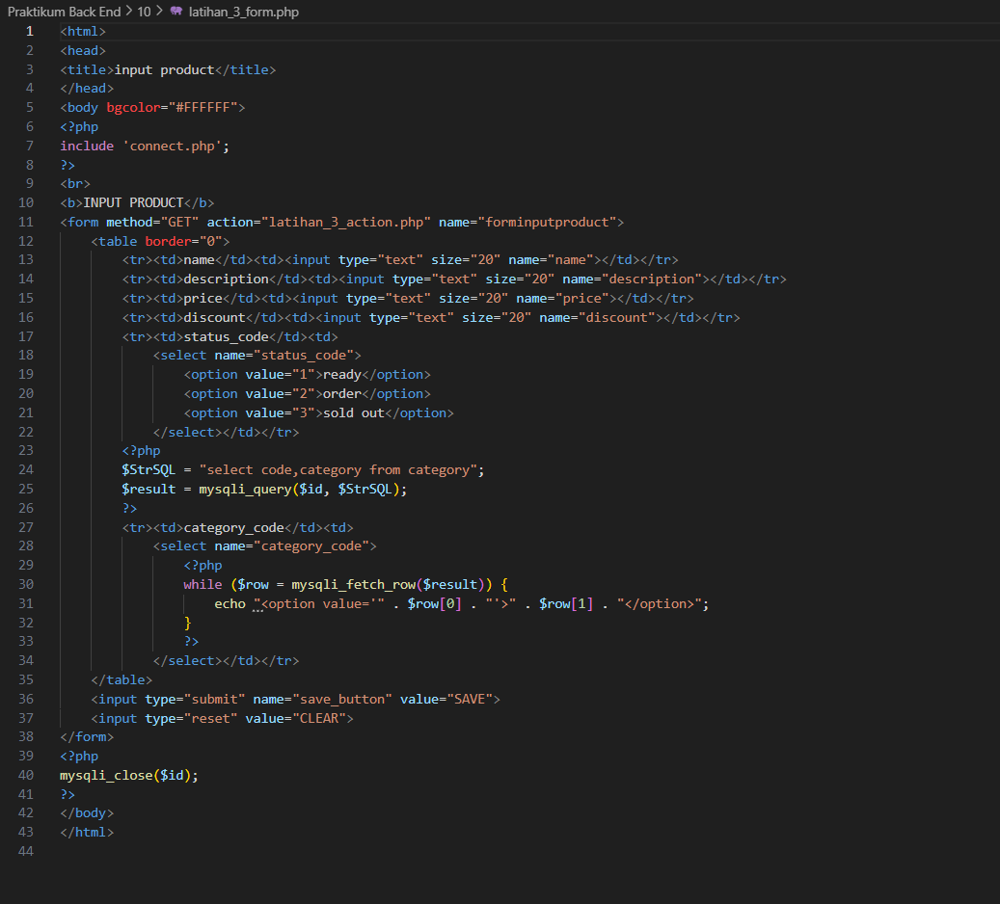 Praktikum Back End > 10 > latihan_3_form.php
1 <html>
2 <head>
3 <title>input product</title>
4 </head>
5 <body bgcolor="#FFFFFF">
6 <?php
7 include 'connect.php';
8 ?>
9 <br>
10 <b>INPUT PRODUCT</b>
11 <form method="GET" action="latihan_3_action.php" name="forminputproduct">
12 <table border="0">
13 <tr><td>name</td><td><input type="text" size="20" name="name"></td></tr>
14 <tr><td>description</td><td><input type="text" size="20" name="description"></td></tr>
15 <tr><td>price</td><td><input type="text" size="20" name="price"></td></tr>
16 <tr><td>discount</td><td><input type="text" size="20" name="discount"></td></tr>
17 <tr><td>status_code</td><td>
18 <select name="status_code">
19 <option value="1">ready</option>
20 <option value="2">order</option>
21 <option value="3">sold out</option>
22 </select></td></tr>
23 <?php
24 $StrSQL = "select code,category from category";
25 $result = mysqli_query($id, $StrSQL);
26 ?>
27 <tr><td>category_code</td><td>
28 <select name="category_code">
29 <?php
30 while ($row = mysqli_fetch_row($result)) {
31 echo "<option value='" . $row[0] . "'>" . $row[1] . "</option>";
32 }
33 ?>
34 </select></td></tr>
35 </table>
36 <input type="submit" name="save_button" value="SAVE">
37 <input type="reset" value="CLEAR">
38 </form>
39 <?php
40 mysqli_close($id);
41 ?>
42 </body>
43 </html>
44